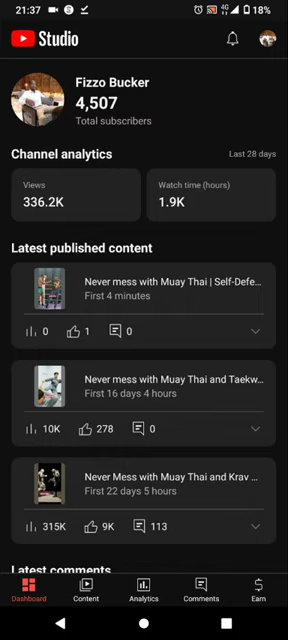 21:37
4G
18%
Studio
Fizzo Bucker
4,507
Total subscribers
Channel analytics
Last 28 days
Views
336.2K
Watch time (hours)
1.9K
Latest published content
Never mess with Muay Thai | Self-Defe...
First 4 minutes
0 1 0
Never mess with Muay Thai and Taekw...
First 16 days 4 hours
10K 278 0
Never Mess with Muay Thai and Krav ...
First 22 days 5 hours
315K 9K 113
Latest comments
Dashboard
Content
Analytics
Comments
Earn